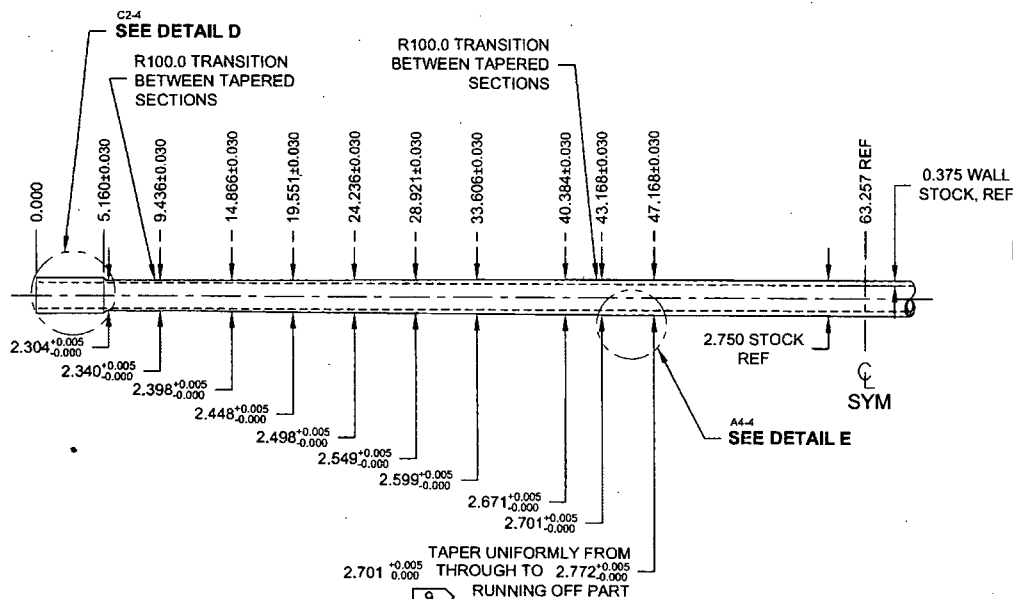 C2-4
SEE DETAIL D
R100.0 TRANSITION
BETWEEN TAPERED
SECTIONS
R100.0 TRANSITION
BETWEEN TAPERED
SECTIONS
0.000
5.160±0.030
9.436±0.030
14.866±0.030
19.551±0.030
24.236±0.030
28.921±0.030
33.606±0.030
40.384±0.030
43.168±0.030
47.168±0.030
63.257 REF
0.375 WALL
STOCK, REF
2.304 +0.005 -0.000
2.340 +0.005 -0.000
2.398 +0.005 -0.000
2.448 +0.005 -0.000
2.498 +0.005 -0.000
2.549 +0.005 -0.000
2.599 +0.005 -0.000
2.671 +0.005 -0.000
2.701 +0.005 -0.000
2.750 STOCK
REF
℄
SYM
A4-4
SEE DETAIL E
TAPER UNIFORMLY FROM
2.701 +0.005 0.000 THROUGH TO 2.772 +0.005 -0.000
9 RUNNING OFF PART